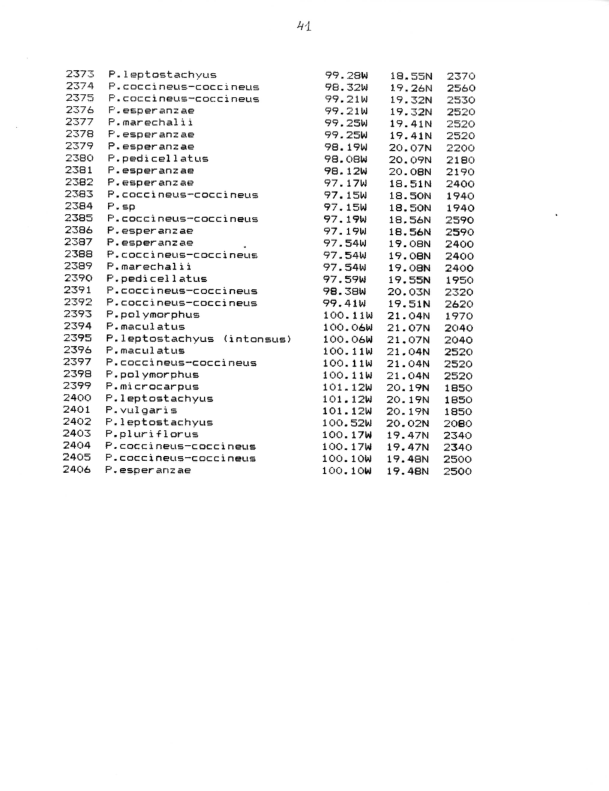 41
2373 P.leptostachyus 99.28W 18.55N 2370
2374 P.coccineus-coccineus 98.32W 19.26N 2560
2375 P.coccineus-coccineus 99.21W 19.32N 2530
2376 P.esperanzae 99.21W 19.32N 2520
2377 P.marechalii 99.25W 19.41N 2520
2378 P.esperanzae 99.25W 19.41N 2520
2379 P.esperanzae 98.19W 20.07N 2200
2380 P.pedicellatus 98.08W 20.09N 2180
2381 P.esperanzae 98.12W 20.08N 2190
2382 P.esperanzae 97.17W 18.51N 2400
2383 P.coccineus-coccineus 97.15W 18.50N 1940
2384 P.sp 97.15W 18.50N 1940
2385 P.coccineus-coccineus 97.19W 18.56N 2590
2386 P.esperanzae 97.19W 18.56N 2590
2387 P.esperanzae 97.54W 19.08N 2400
2388 P.coccineus-coccineus 97.54W 19.08N 2400
2389 P.marechalii 97.54W 19.08N 2400
2390 P.pedicellatus 97.59W 19.55N 1950
2391 P.coccineus-coccineus 98.38W 20.03N 2320
2392 P.coccineus-coccineus 99.41W 19.51N 2620
2393 P.polymorphus 100.11W 21.04N 1970
2394 P.maculatus 100.06W 21.07N 2040
2395 P.leptostachyus (intonsus) 100.06W 21.07N 2040
2396 P.maculatus 100.11W 21.04N 2520
2397 P.coccineus-coccineus 100.11W 21.04N 2520
2398 P.polymorphus 100.11W 21.04N 2520
2399 P.microcarpus 101.12W 20.19N 1850
2400 P.leptostachyus 101.12W 20.19N 1850
2401 P.vulgaris 101.12W 20.19N 1850
2402 P.leptostachyus 100.52W 20.02N 2080
2403 P.pluriflorus 100.17W 19.47N 2340
2404 P.coccineus-coccineus 100.17W 19.47N 2340
2405 P.coccineus-coccineus 100.10W 19.48N 2500
2406 P.esperanzae 100.10W 19.48N 2500